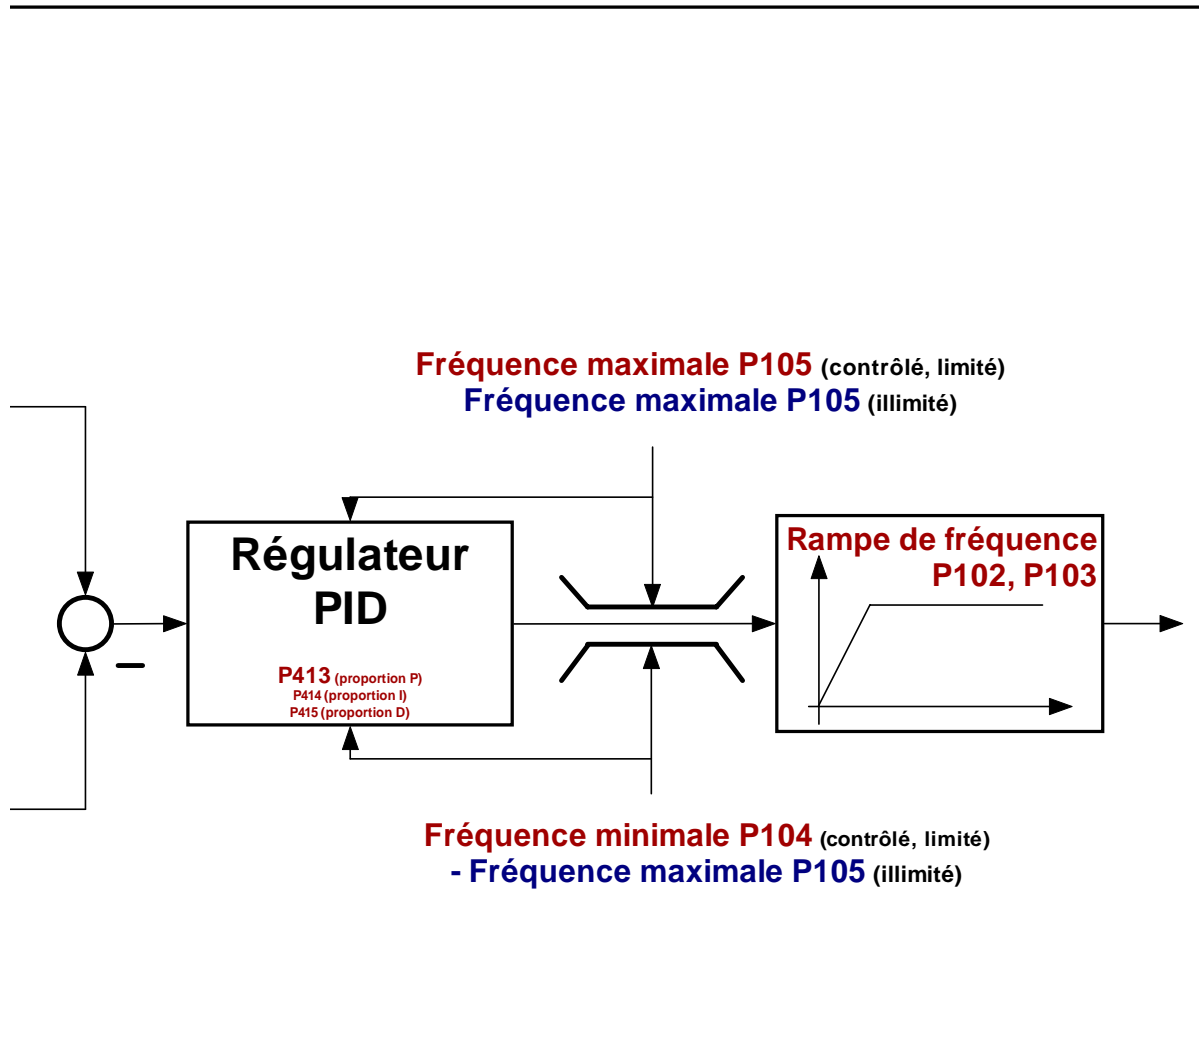 Fréquence maximale P105 (contrôlé, limité)
Fréquence maximale P105 (illimité)
Régulateur
PID
P413 (proportion P)
P414 (proportion I)
P415 (proportion D)
Rampe de fréquence
P102, P103
Fréquence minimale P104 (contrôlé, limité)
- Fréquence maximale P105 (illimité)